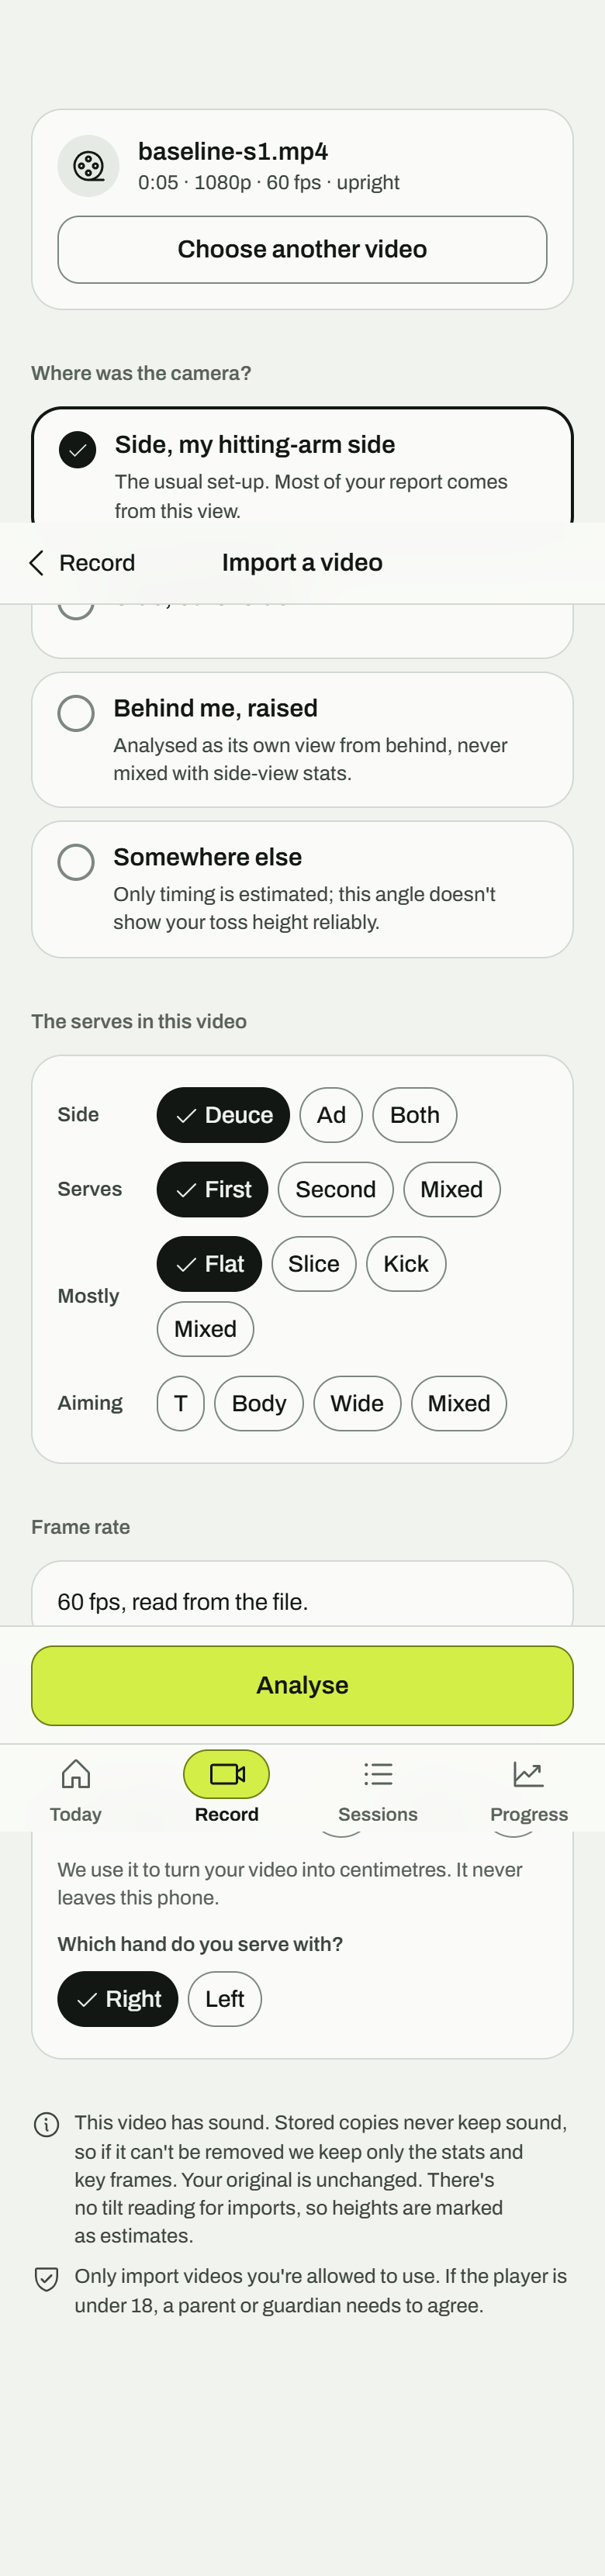 baseline-s1.mp4
0:05 · 1080p · 60 fps · upright
Choose another video
Where was the camera?
Side, my hitting-arm side
The usual set-up. Most of your report comes
from this view.
Record
Import a video
Behind me, raised
Analysed as its own view from behind, never
mixed with side-view stats.
Somewhere else
Only timing is estimated; this angle doesn't
show your toss height reliably.
The serves in this video
Side Deuce Ad Both
Serves First Second Mixed
Mostly Flat Slice Kick
Mixed
Aiming T Body Wide Mixed
Frame rate
60 fps, read from the file.
Analyse
Today Record Sessions Progress
We use it to turn your video into centimetres. It never
leaves this phone.
Which hand do you serve with?
Right Left
This video has sound. Stored copies never keep sound,
so if it can't be removed we keep only the stats and
key frames. Your original is unchanged. There's
no tilt reading for imports, so heights are marked
as estimates.
Only import videos you're allowed to use. If the player is
under 18, a parent or guardian needs to agree.